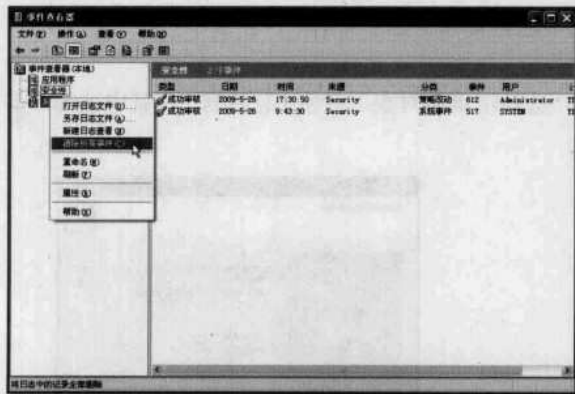 事件查看器
文件(F) 操作(A) 查看(V) 帮助(H)
事件查看器(本地)
应用程序
安全性
安全性 2个事件
类型 日期 时间 来源 分类 事件 用户
成功审核 2009-5-26 17:30:50 Security 策略改动 612 Administrator
成功审核 2009-5-26 9:43:30 Security 系统事件 517 SYSTEM
打开日志文件(O)...
另存日志文件(A)...
新建日志查看(W)
清除所有事件(C)
重命名(M)
刷新(F)
属性(R)
帮助(H)
将日志中的记录全部删除